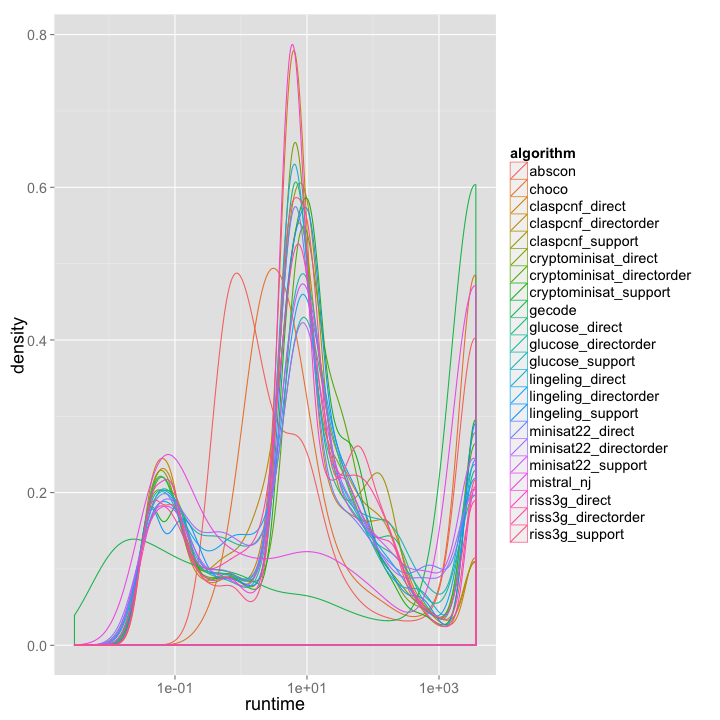 0.8
0.6
0.4
0.2
0.0
density
1e-01
1e+01
1e+03
runtime
algorithm
abscon
choco
claspcnf_direct
claspcnf_directorder
claspcnf_support
cryptominisat_direct
cryptominisat_directorder
cryptominisat_support
gecode
glucose_direct
glucose_directorder
glucose_support
lingeling_direct
lingeling_directorder
lingeling_support
minisat22_direct
minisat22_directorder
minisat22_support
mistral_nj
riss3g_direct
riss3g_directorder
riss3g_support